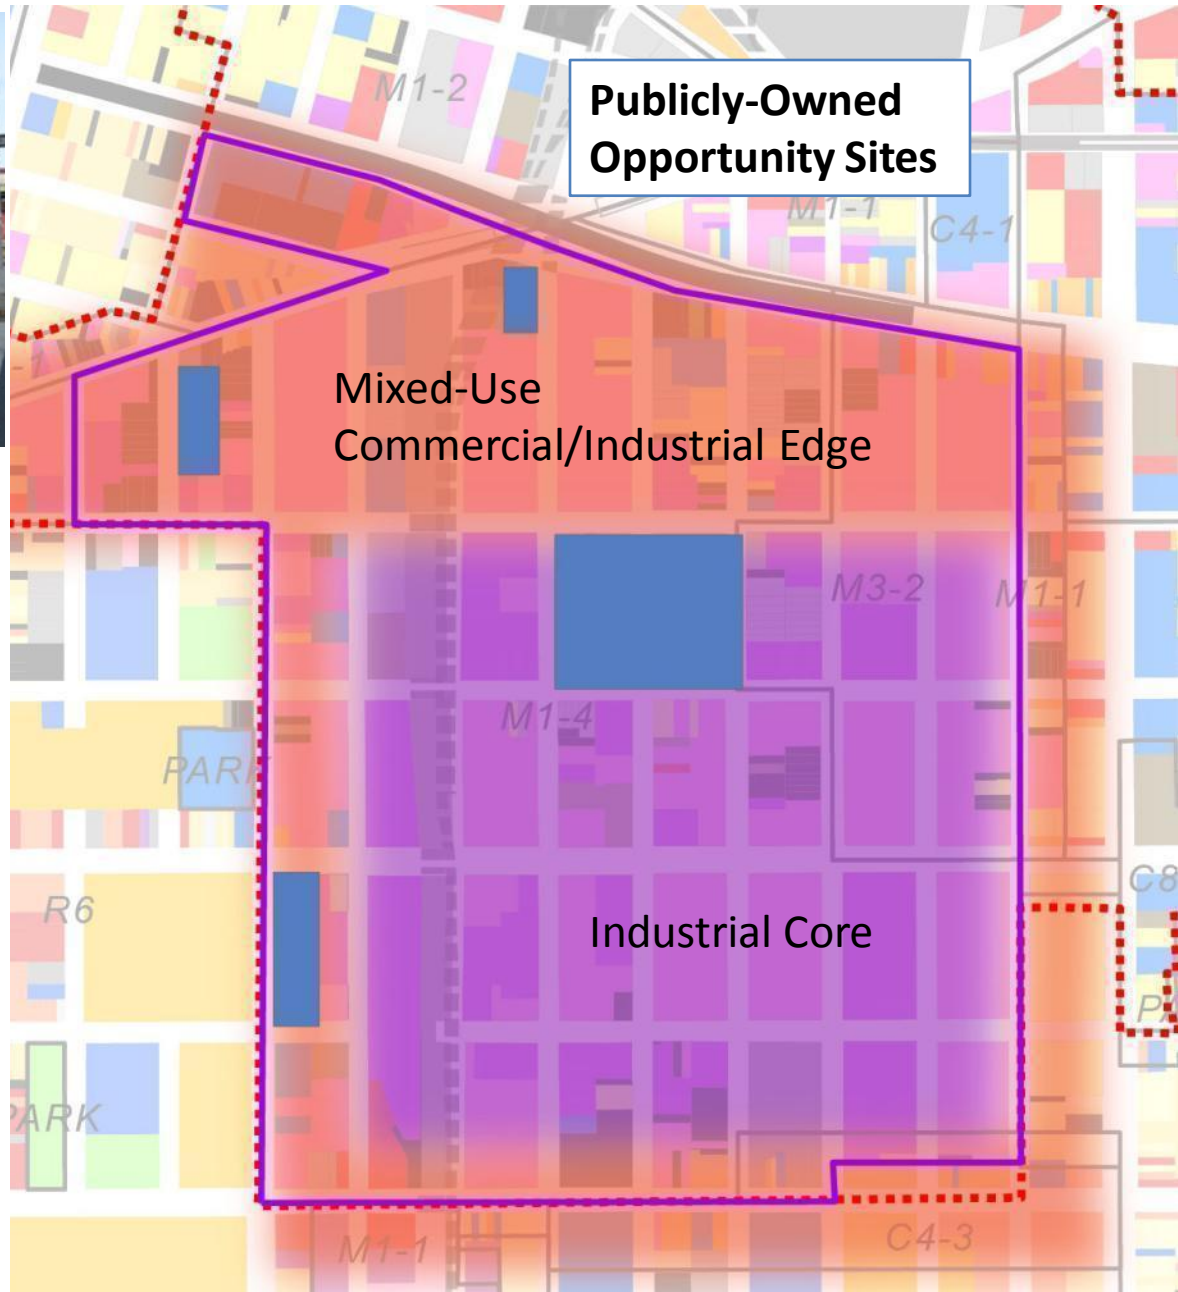 M1-2
Publicly-Owned
Opportunity Sites
M1-1
C4-1
Mixed-Use
Commercial/Industrial Edge
M3-2
M1-1
M1-4
PARK
R6
C8
Industrial Core
PARK
M1-1
C4-3